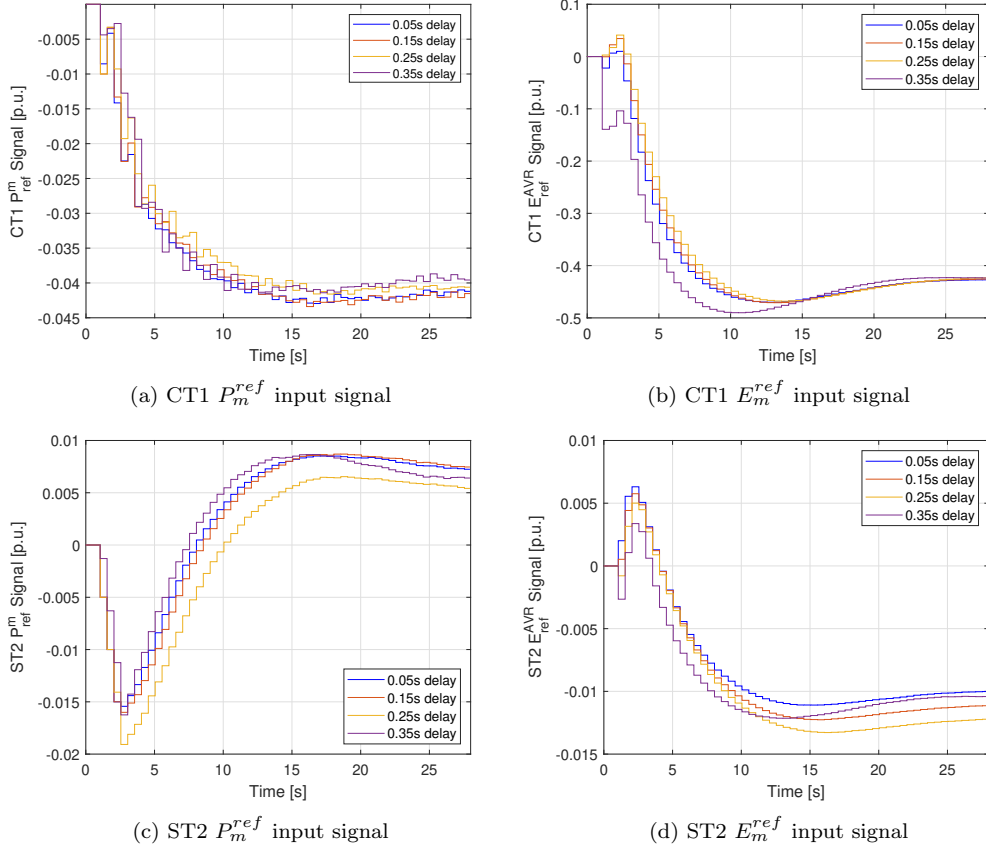 -0.005
-0.01
-0.015
-0.02
-0.025
-0.03
-0.035
-0.04
-0.045
0 5 10 15 20 25
Time [s]
CT1 P^m_ref Signal [p.u.]
0.05s delay
0.15s delay
0.25s delay
0.35s delay
(a) CT1 P_m^ref input signal
0.1
0
-0.1
-0.2
-0.3
-0.4
-0.5
0 5 10 15 20 25
Time [s]
CT1 E^AVR_ref Signal [p.u.]
0.05s delay
0.15s delay
0.25s delay
0.35s delay
(b) CT1 E_m^ref input signal
0.01
0.005
0
-0.005
-0.01
-0.015
-0.02
0 5 10 15 20 25
Time [s]
ST2 P^m_ref Signal [p.u.]
0.05s delay
0.15s delay
0.25s delay
0.35s delay
(c) ST2 P_m^ref input signal
0.01
0.005
0
-0.005
-0.01
-0.015
0 5 10 15 20 25
Time [s]
ST2 E^AVR_ref Signal [p.u.]
0.05s delay
0.15s delay
0.25s delay
0.35s delay
(d) ST2 E_m^ref input signal